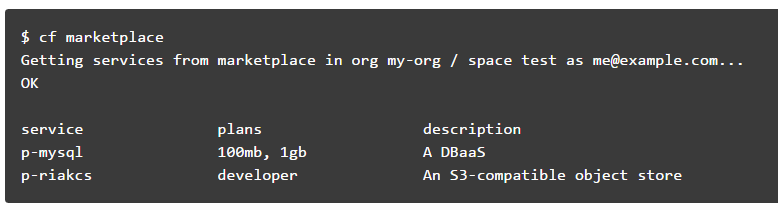 $ cf marketplace
Getting services from marketplace in org my-org / space test as me@example.com...
OK
service plans description
p-mysql 100mb, 1gb A DBaaS
p-riakcs developer An S3-compatible object store